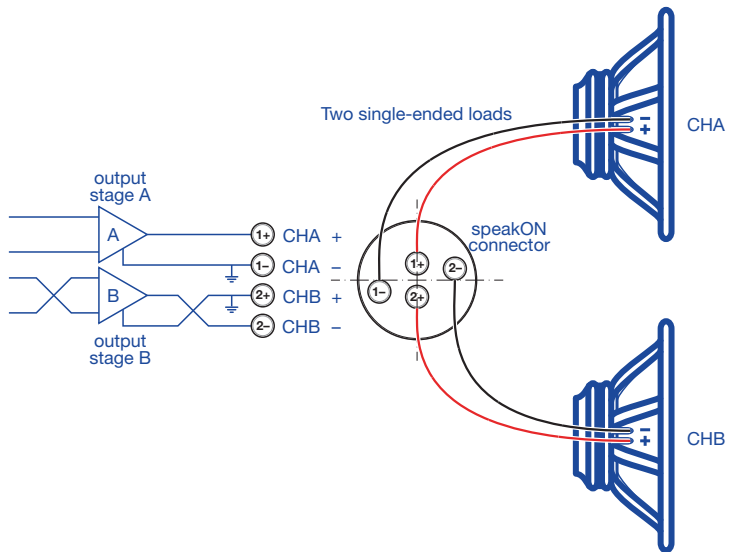 Two single-ended loads
CHA
output
stage A
A
1+ CHA +
1– CHA –
B
2+ CHB +
2– CHB –
output
stage B
speakON
connector
1+
2–
1–
2+
– 
+
CHA
–
+
CHB